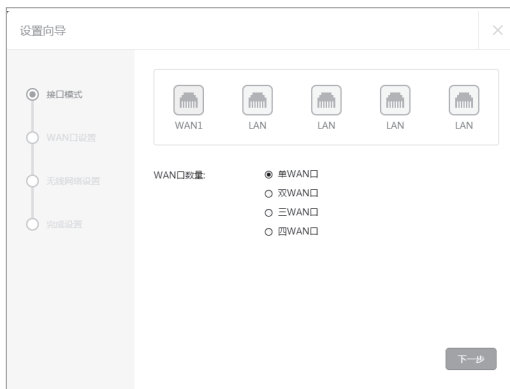 设置向导
接口模式
WAN口设置
无线网络设置
完成设置
WAN1 LAN LAN LAN LAN
WAN口数量: 单WAN口
双WAN口
三WAN口
四WAN口
下一步